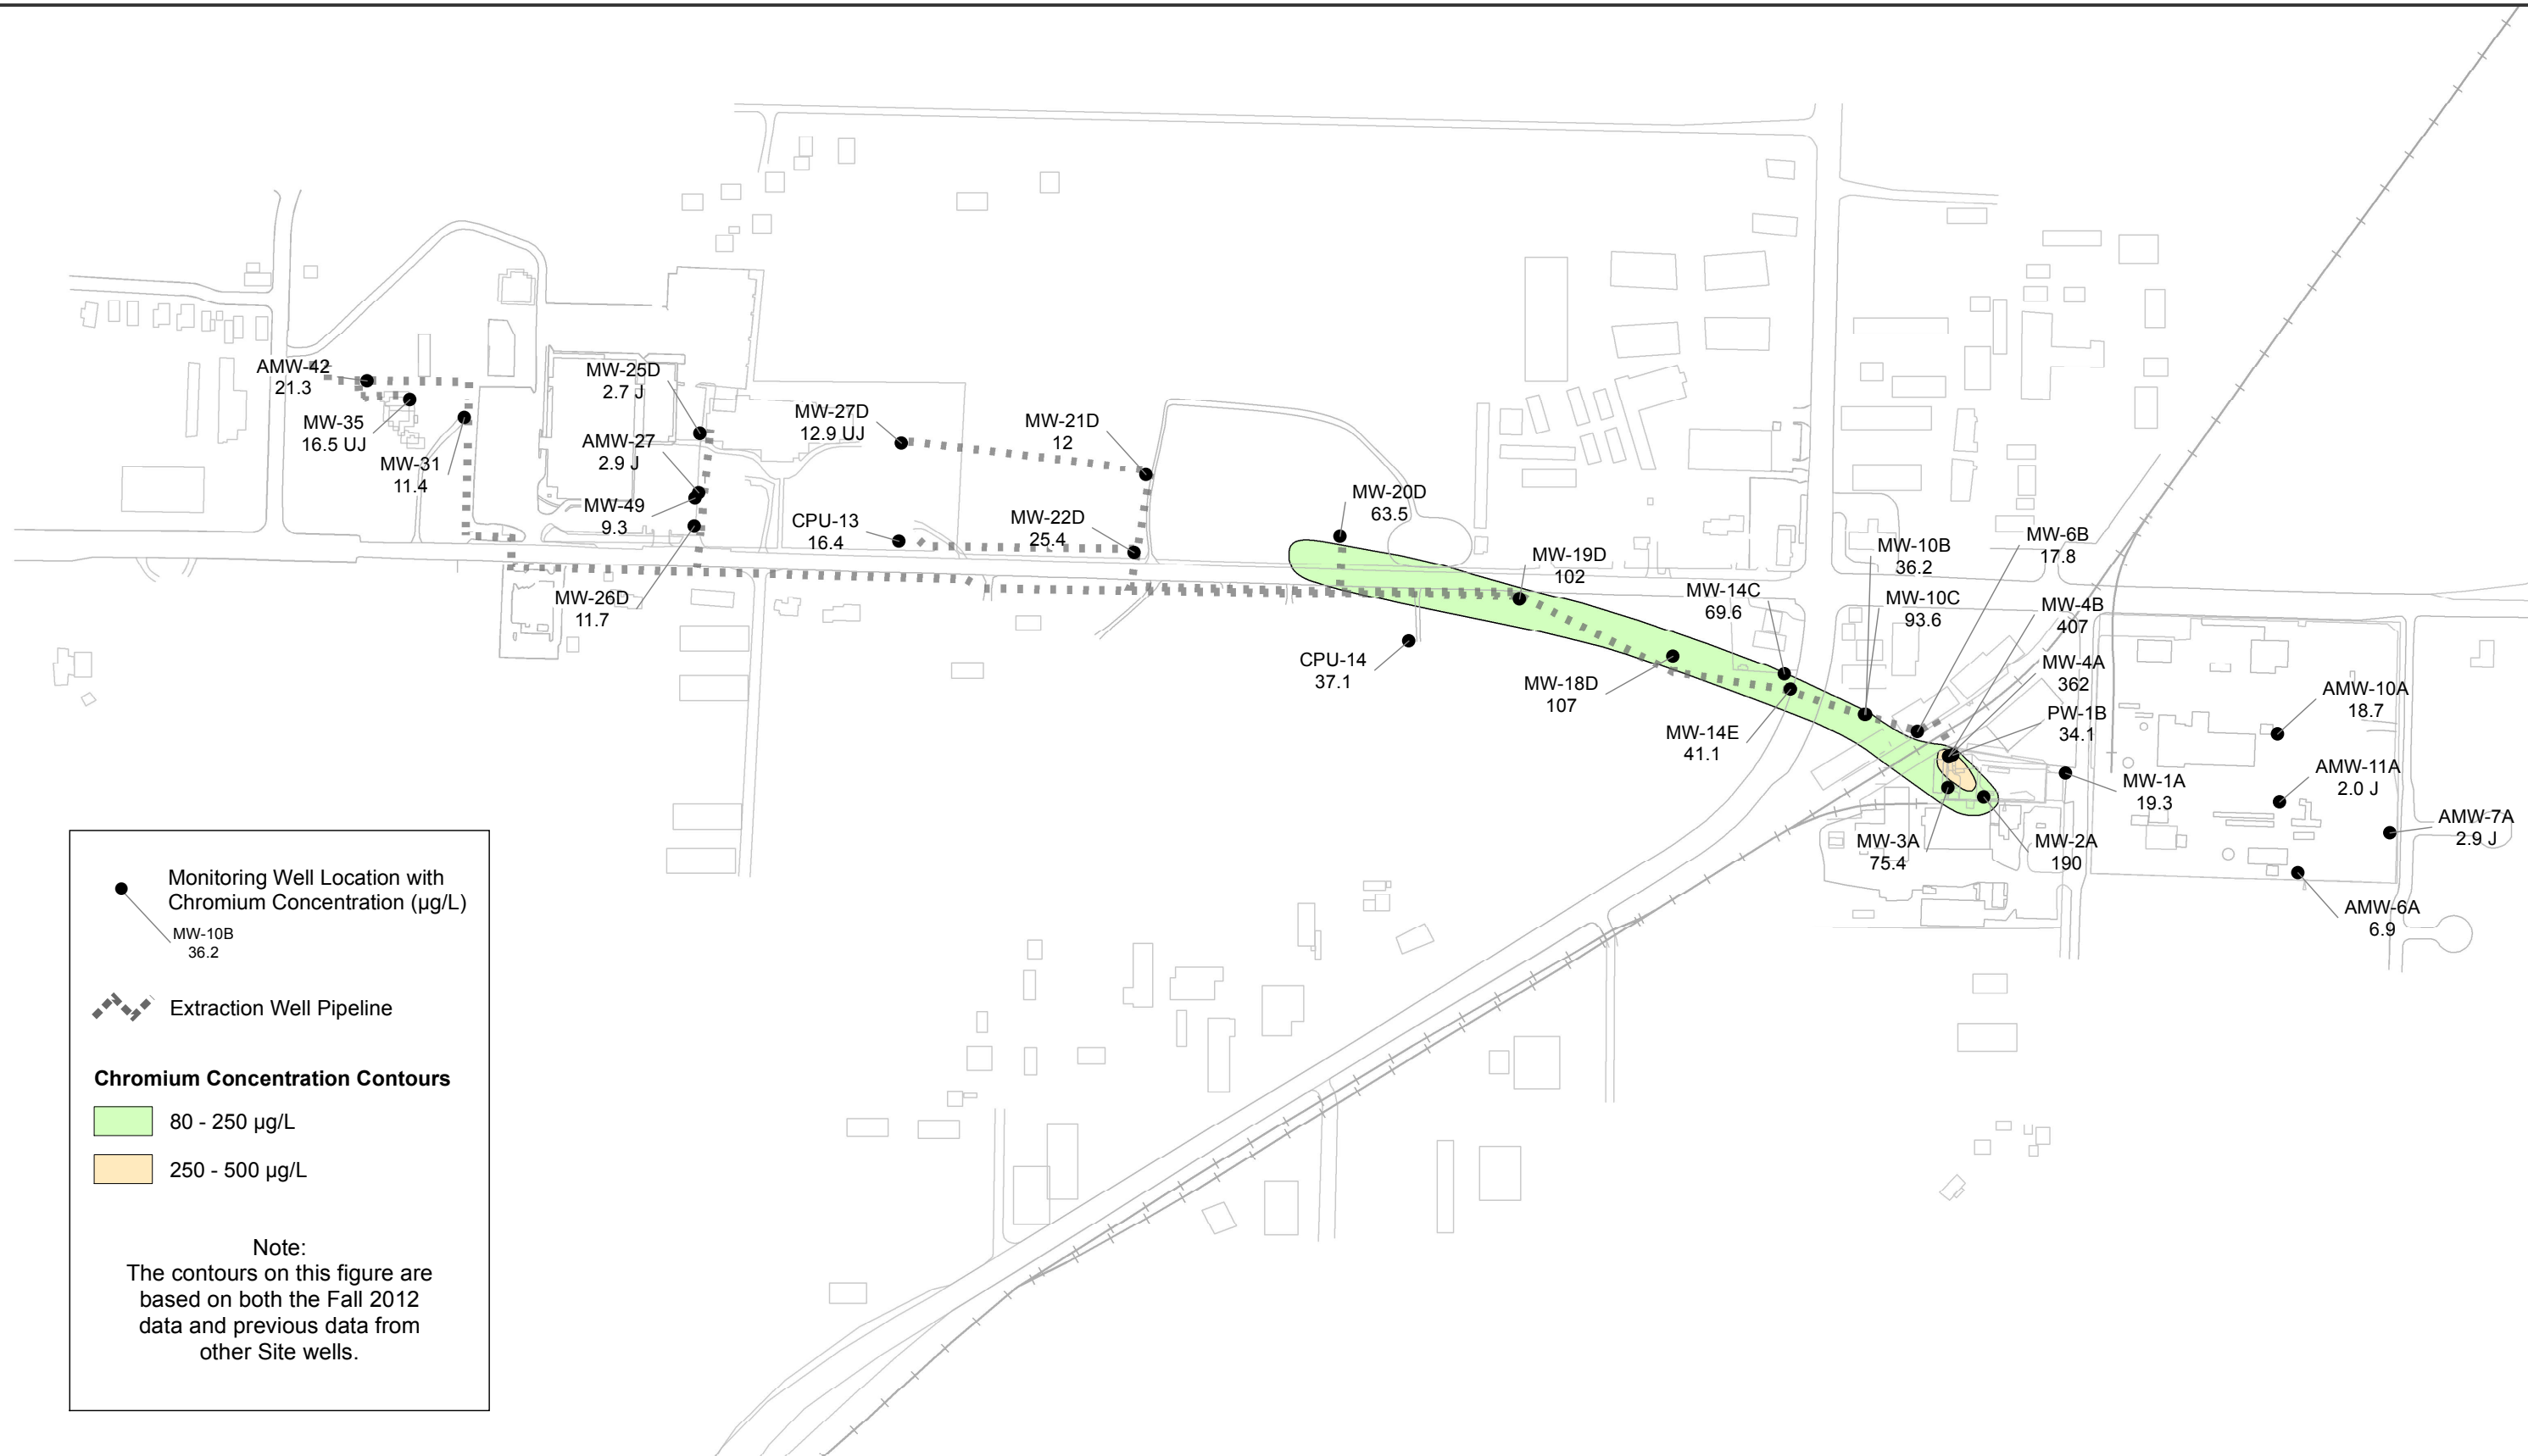 AMW-42
21.3
MW-35
16.5 UJ
MW-31
11.4
MW-25D
2.7 J
AMW-27
2.9 J
MW-49
9.3
MW-26D
11.7
MW-27D
12.9 UJ
CPU-13
16.4
MW-21D
12
MW-22D
25.4
MW-20D
63.5
CPU-14
37.1
MW-19D
102
MW-18D
107
MW-14C
69.6
MW-14E
41.1
MW-10B
36.2
MW-10C
93.6
MW-6B
17.8
MW-4B
407
MW-4A
362
PW-1B
34.1
MW-3A
75.4
MW-2A
190
MW-1A
19.3
AMW-10A
18.7
AMW-11A
2.0 J
AMW-7A
2.9 J
AMW-6A
6.9
Monitoring Well Location with
Chromium Concentration (µg/L)
MW-10B
36.2
Extraction Well Pipeline
Chromium Concentration Contours
80 - 250 µg/L
250 - 500 µg/L
Note:
The contours on this figure are
based on both the Fall 2012
data and previous data from
other Site wells.